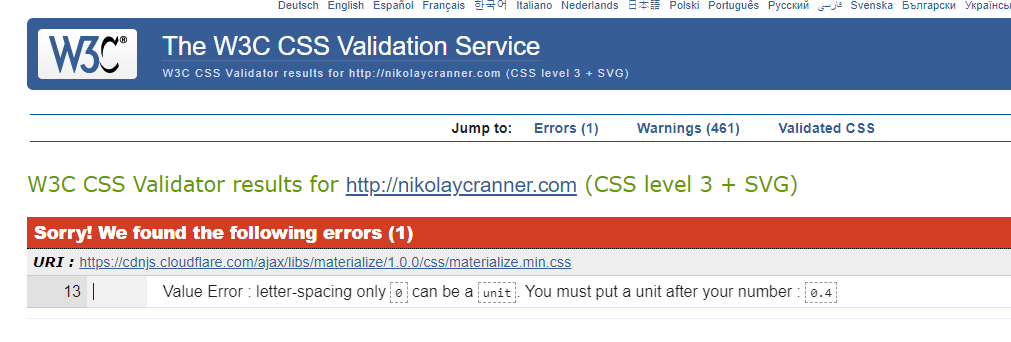 Deutsch English Español Français 한국어 Italiano Nederlands 日本語 Polski Português Русский فارسی Svenska Български
W3C®
The W3C CSS Validation Service
W3C CSS Validator results for http://nikolaycranner.com (CSS level 3 + SVG)
Jump to: Errors (1) Warnings (461) Validated CSS
W3C CSS Validator results for http://nikolaycranner.com (CSS level 3 + SVG)
Sorry! We found the following errors (1)
URI : https://cdnjs.cloudflare.com/ajax/libs/materialize/1.0.0/css/materialize.min.css
13 Value Error : letter-spacing only 0 can be a unit. You must put a unit after your number : 0.4